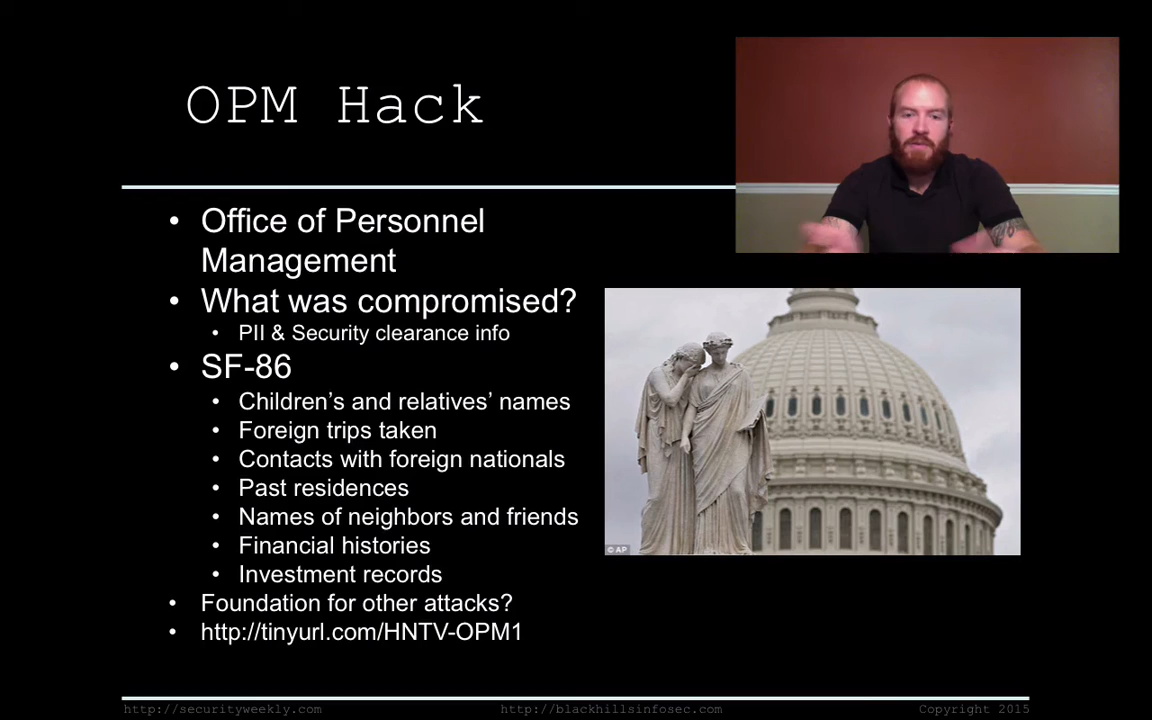 OPM Hack
• Office of Personnel
Management
• What was compromised?
• PII & Security clearance info
• SF-86
• Children’s and relatives’ names
• Foreign trips taken
• Contacts with foreign nationals
• Past residences
• Names of neighbors and friends
• Financial histories
• Investment records
• Foundation for other attacks?
• http://tinyurl.com/HNTV-OPM1
© AP
http://securityweekly.com
http://blackhillsinfosec.com
Copyright 2015